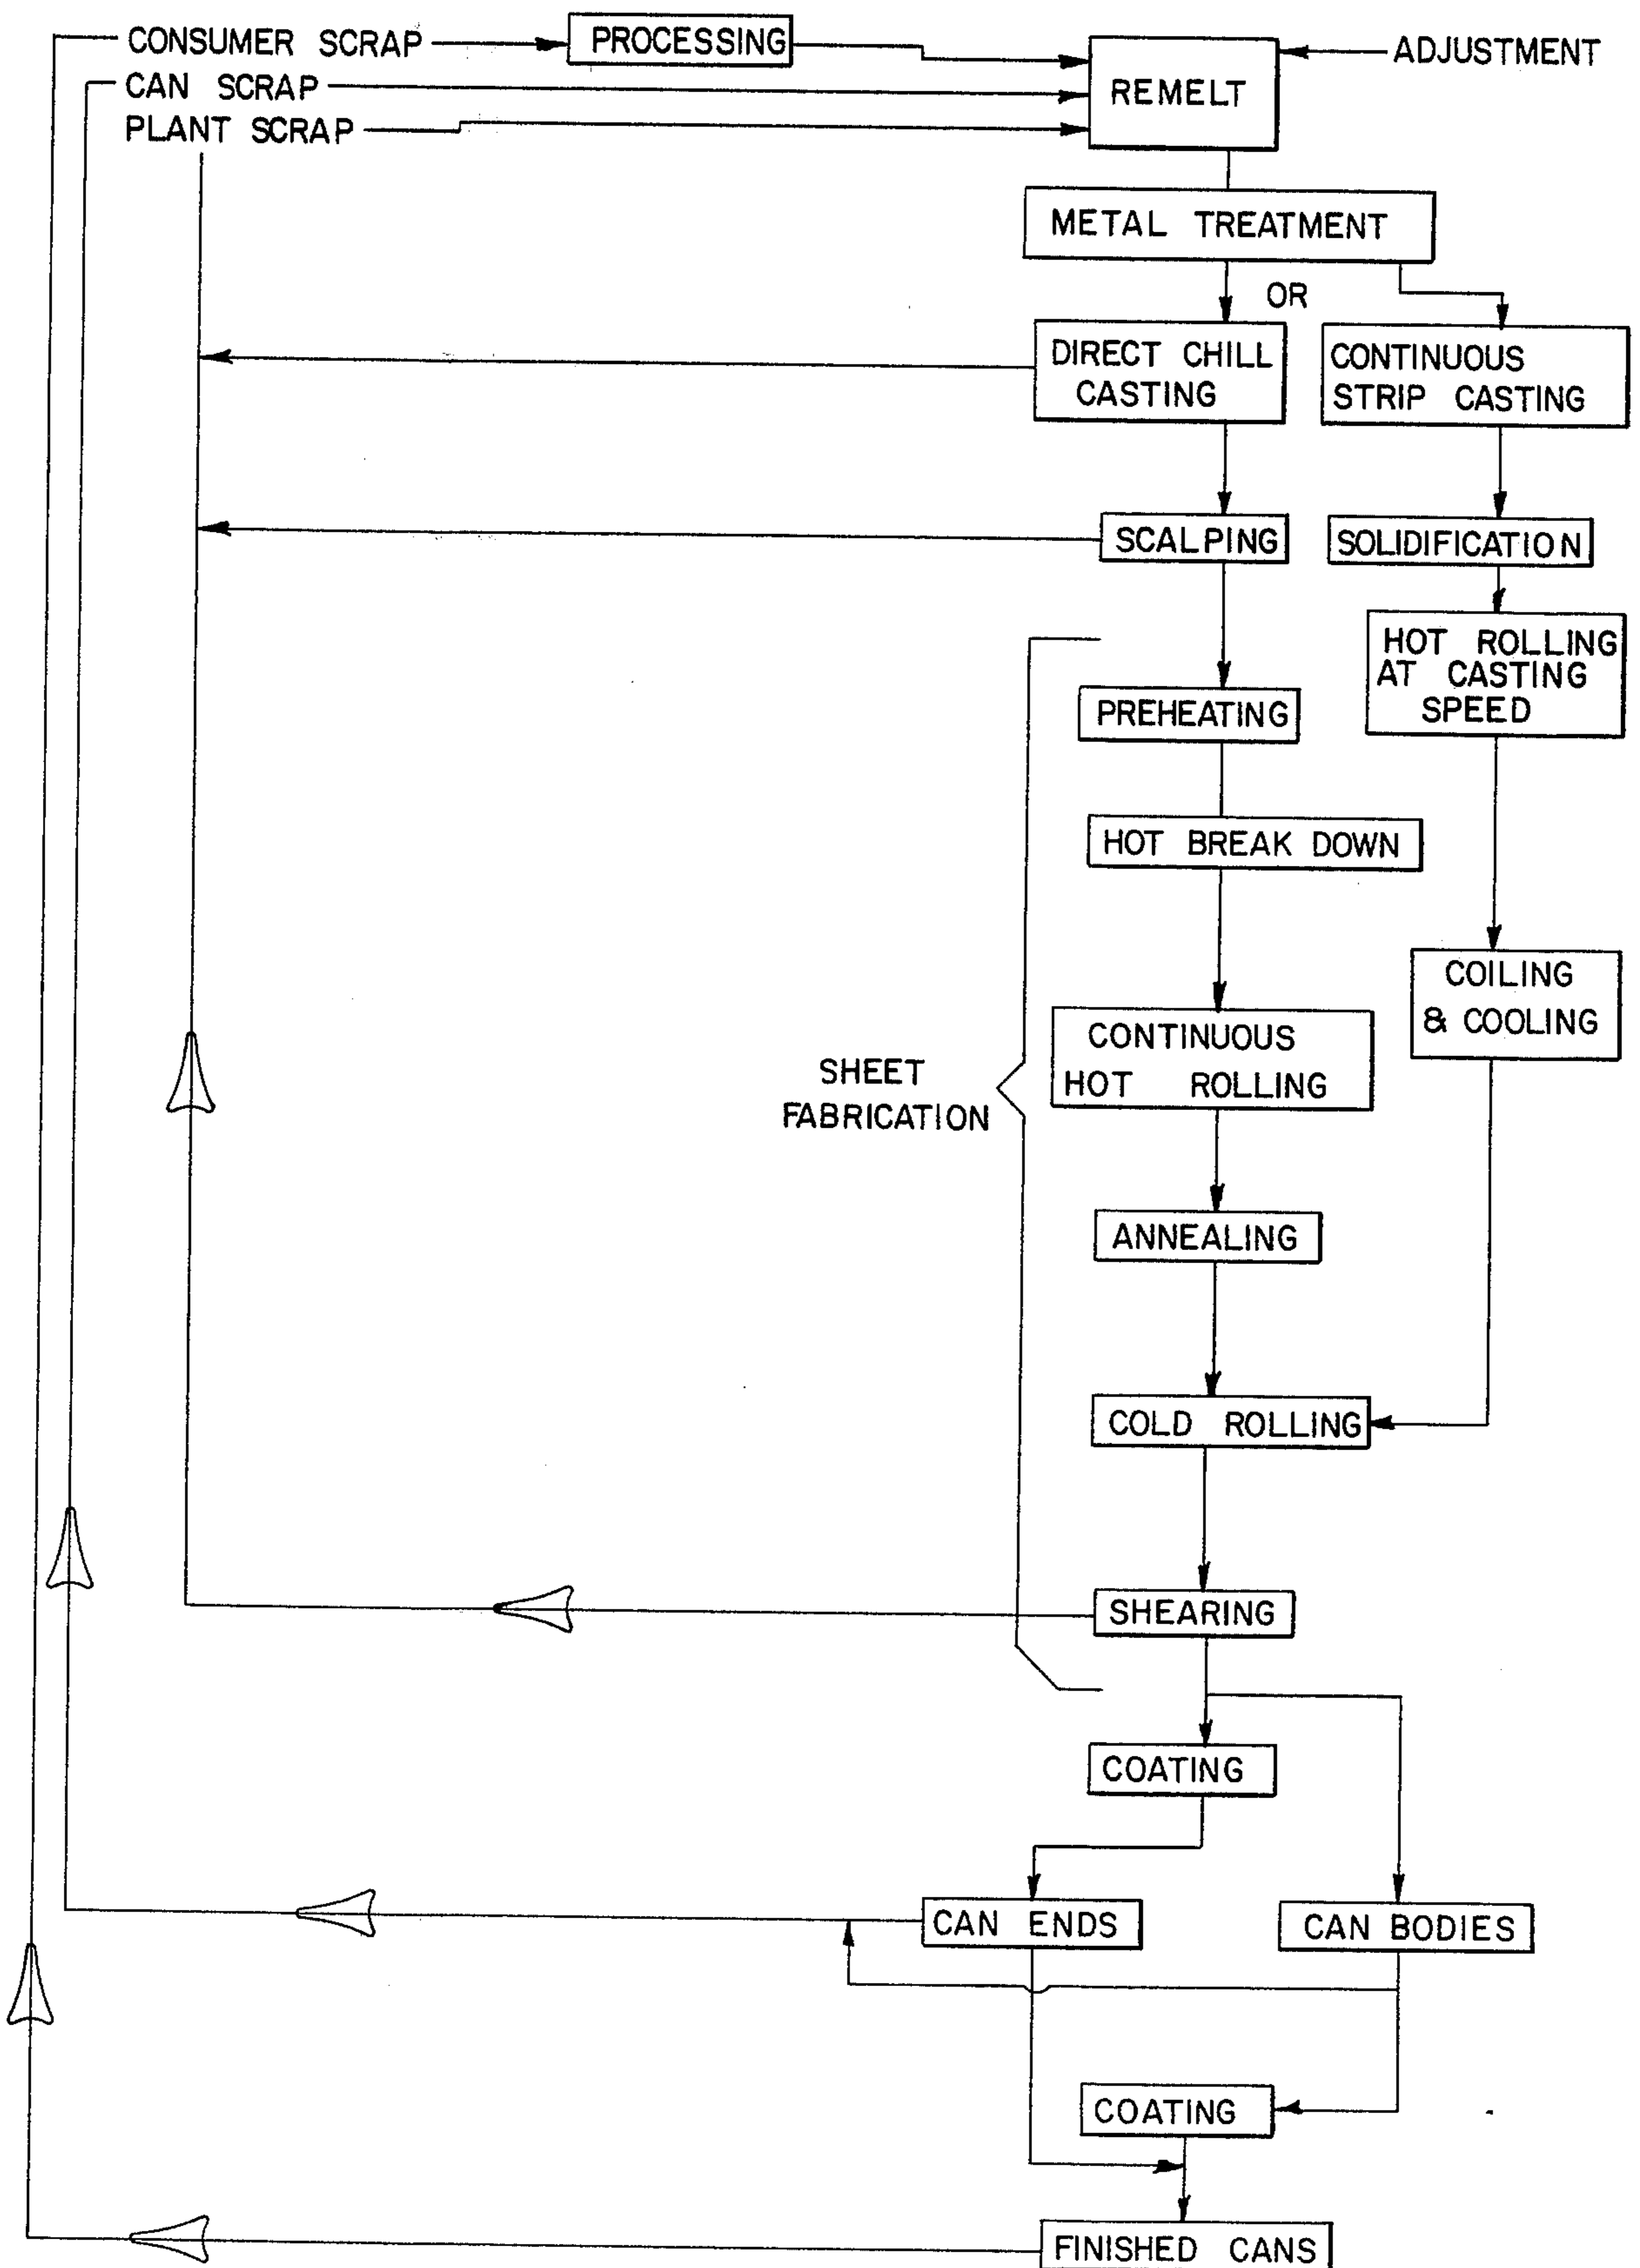 CONSUMER SCRAP
PROCESSING
ADJUSTMENT
CAN SCRAP
REMELT
PLANT SCRAP
METAL TREATMENT
OR
DIRECT CHILL
CASTING
CONTINUOUS
STRIP CASTING
SCALPING
SOLIDIFICATION
HOT ROLLING
AT CASTING
SPEED
PREHEATING
HOT BREAK DOWN
COILING
& COOLING
CONTINUOUS
HOT ROLLING
SHEET
FABRICATION
ANNEALING
COLD ROLLING
SHEARING
COATING
CAN ENDS
CAN BODIES
COATING
FINISHED CANS